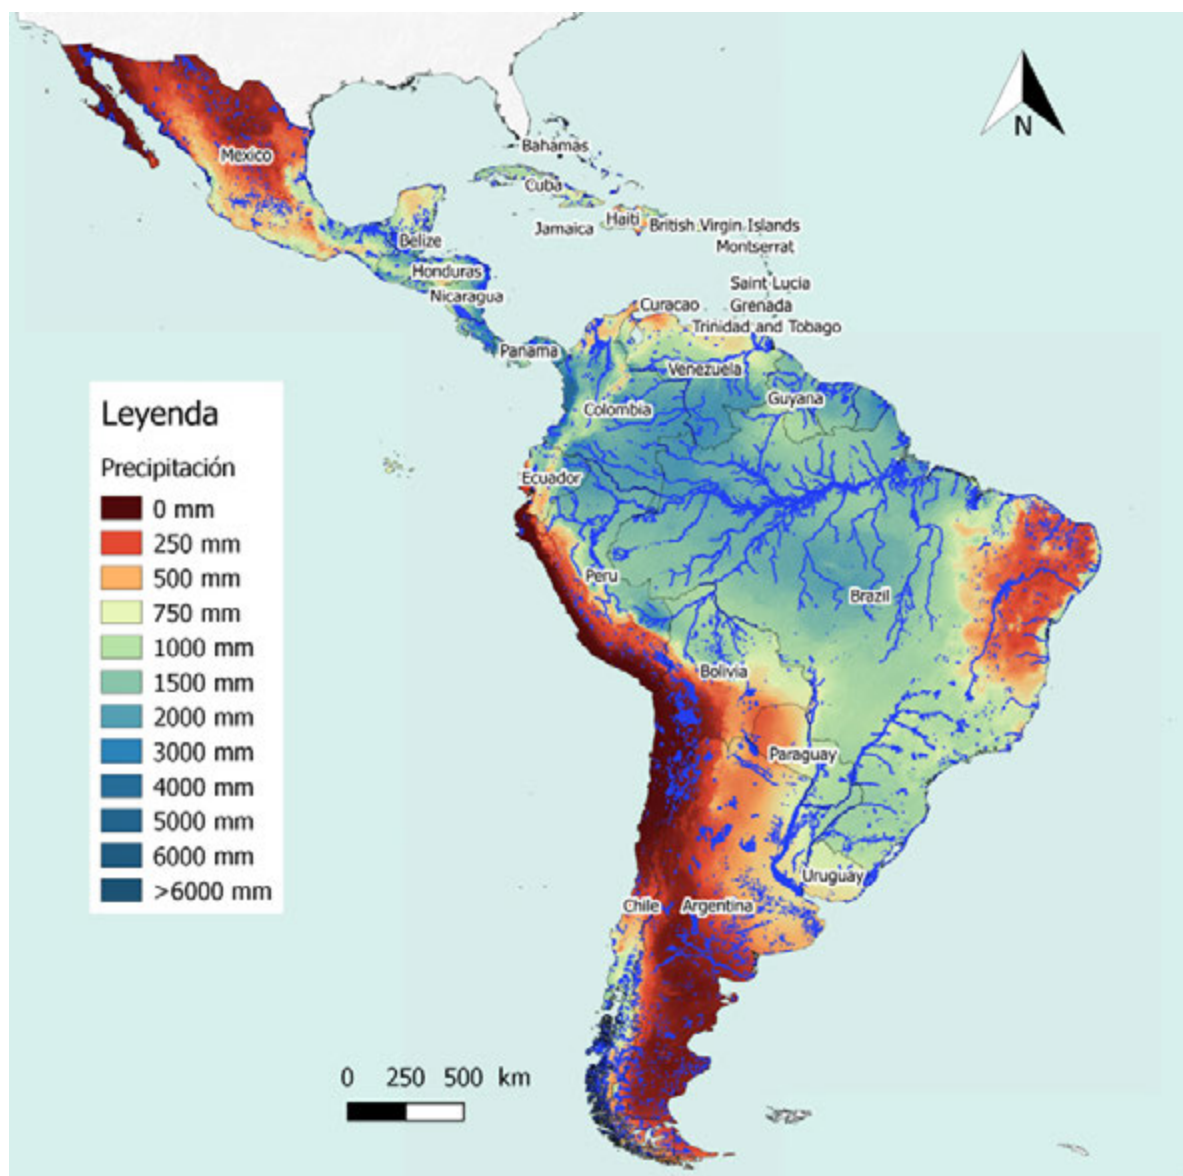 N
Bahamas
Mexico
Cuba
Haiti
British Virgin Islands
Jamaica
Belize
Montserrat
Honduras
Saint Lucia
Nicaragua
Curacao
Grenada
Trinidad and Tobago
Panama
Venezuela
Guyana
Colombia
Ecuador
Peru
Brazil
Bolivia
Paraguay
Uruguay
Chile
Argentina
Leyenda
Precipitación
0 mm
250 mm
500 mm
750 mm
1000 mm
1500 mm
2000 mm
3000 mm
4000 mm
5000 mm
6000 mm
>6000 mm
0 250 500 km